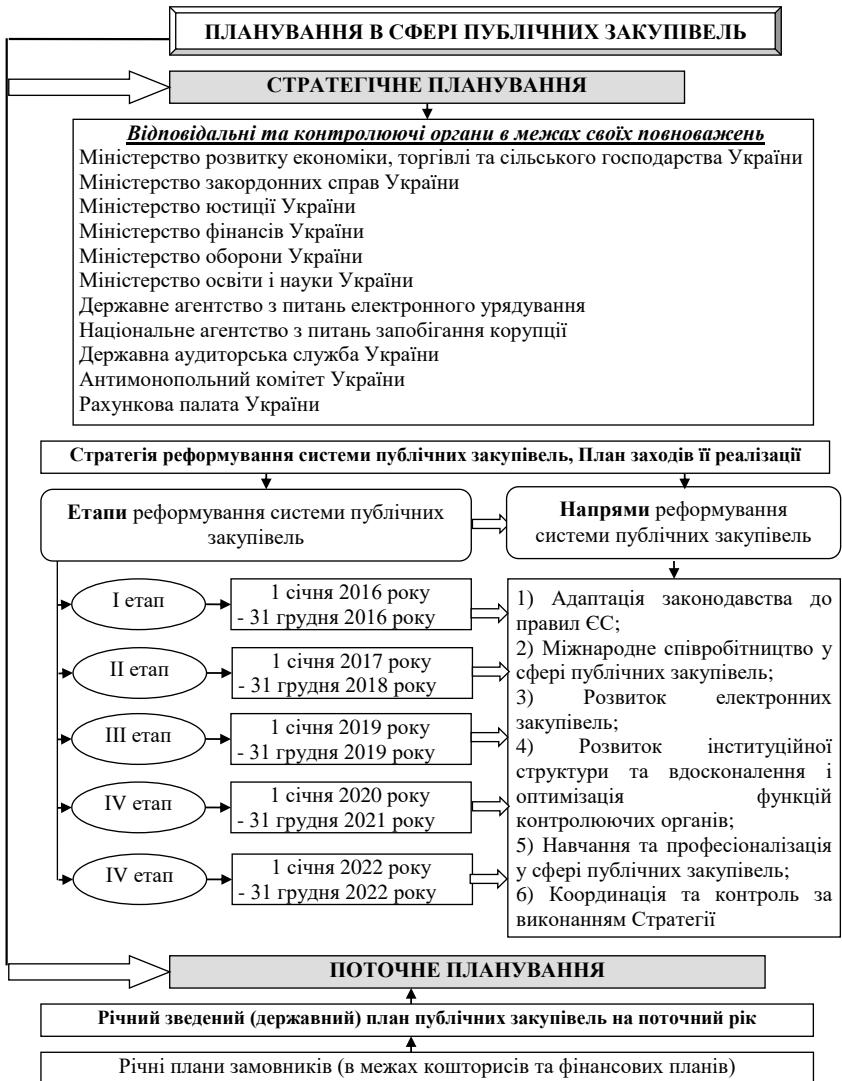 ПЛАНУВАННЯ В СФЕРІ ПУБЛІЧНИХ ЗАКУПІВЕЛЬ
СТРАТЕГІЧНЕ ПЛАНУВАННЯ
Відповідальні та контролюючі органи в межах своїх повноважень
Міністерство розвитку економіки, торгівлі та сільського господарства України
Міністерство закордонних справ України
Міністерство юстиції України
Міністерство фінансів України
Міністерство оборони України
Міністерство освіти і науки України
Державне агентство з питань електронного урядування
Національне агентство з питань запобігання корупції
Державна аудиторська служба України
Антимонопольний комітет України
Рахункова палата України
Стратегія реформування системи публічних закупівель, План заходів її реалізації
Етапи реформування системи публічних
закупівель
Напрями реформування
системи публічних закупівель
І етап
1 січня 2016 року
- 31 грудня 2016 року
ІІ етап
1 січня 2017 року
- 31 грудня 2018 року
ІІІ етап
1 січня 2019 року
- 31 грудня 2019 року
IV етап
1 січня 2020 року
- 31 грудня 2021 року
IV етап
1 січня 2022 року
- 31 грудня 2022 року
1) Адаптація законодавства до
правил ЄС;
2) Міжнародне співробітництво у
сфері публічних закупівель;
3) Розвиток електронних
закупівель;
4) Розвиток інституційної
структури та вдосконалення і
оптимізація функцій
контролюючих органів;
5) Навчання та професіоналізація
у сфері публічних закупівель;
6) Координація та контроль за
виконанням Стратегії
ПОТОЧНЕ ПЛАНУВАННЯ
Річний зведений (державний) план публічних закупівель на поточний рік
Річні плани замовників (в межах кошторисів та фінансових планів)